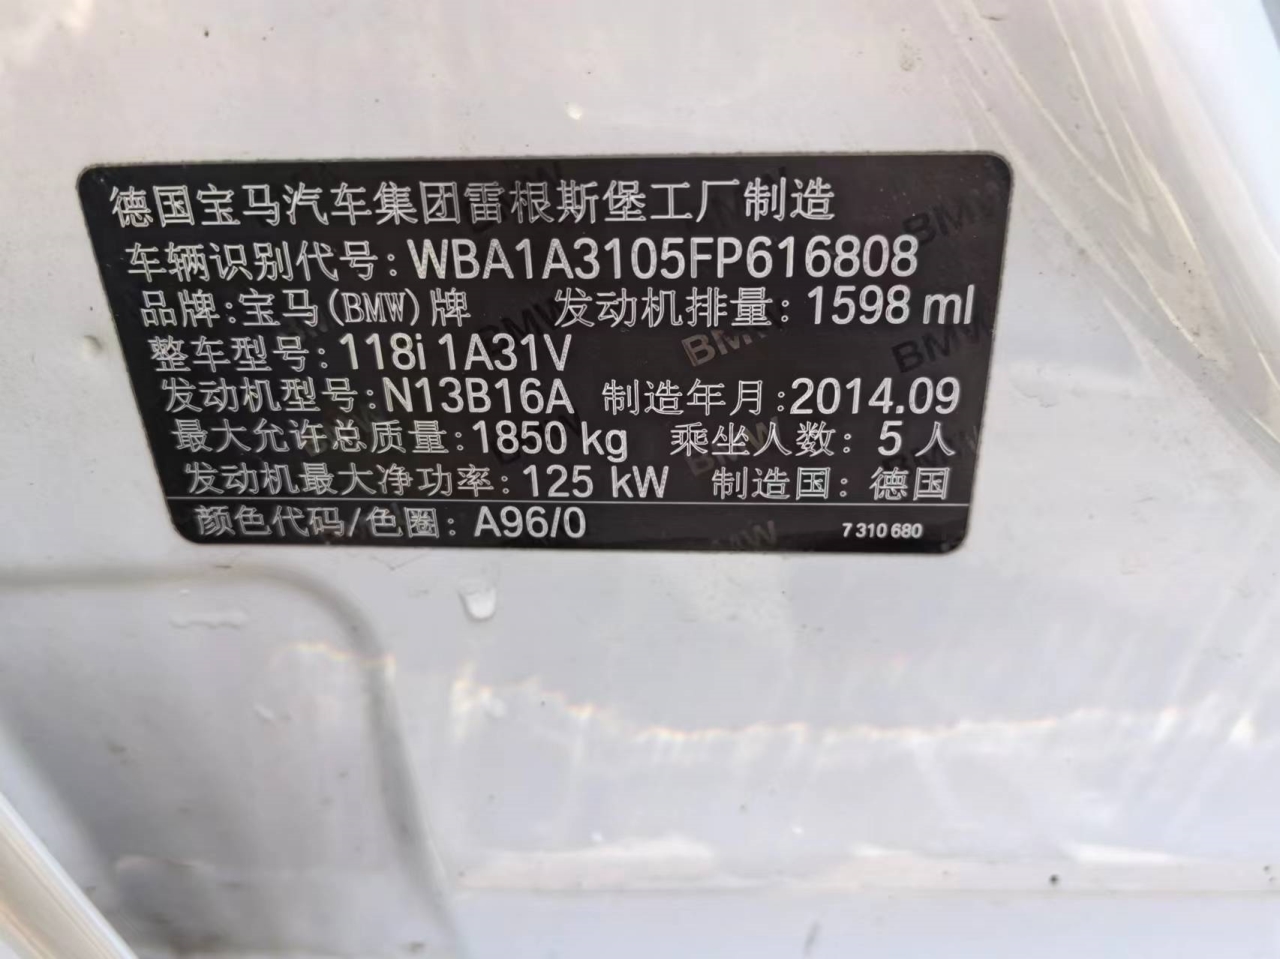 德国宝马汽车集团雷根斯堡工厂制造
车辆识别代号:WBA1A3105FP616808
品牌:宝马(BMW)牌 发动机排量:1598 ml
整车型号:118i 1A31V
发动机型号:N13B16A 制造年月:2014.09
最大允许总质量:1850 kg 乘坐人数:5 人
发动机最大净功率:125 kW 制造国:德国
颜色代码/色圈:A96/0 7 310 680